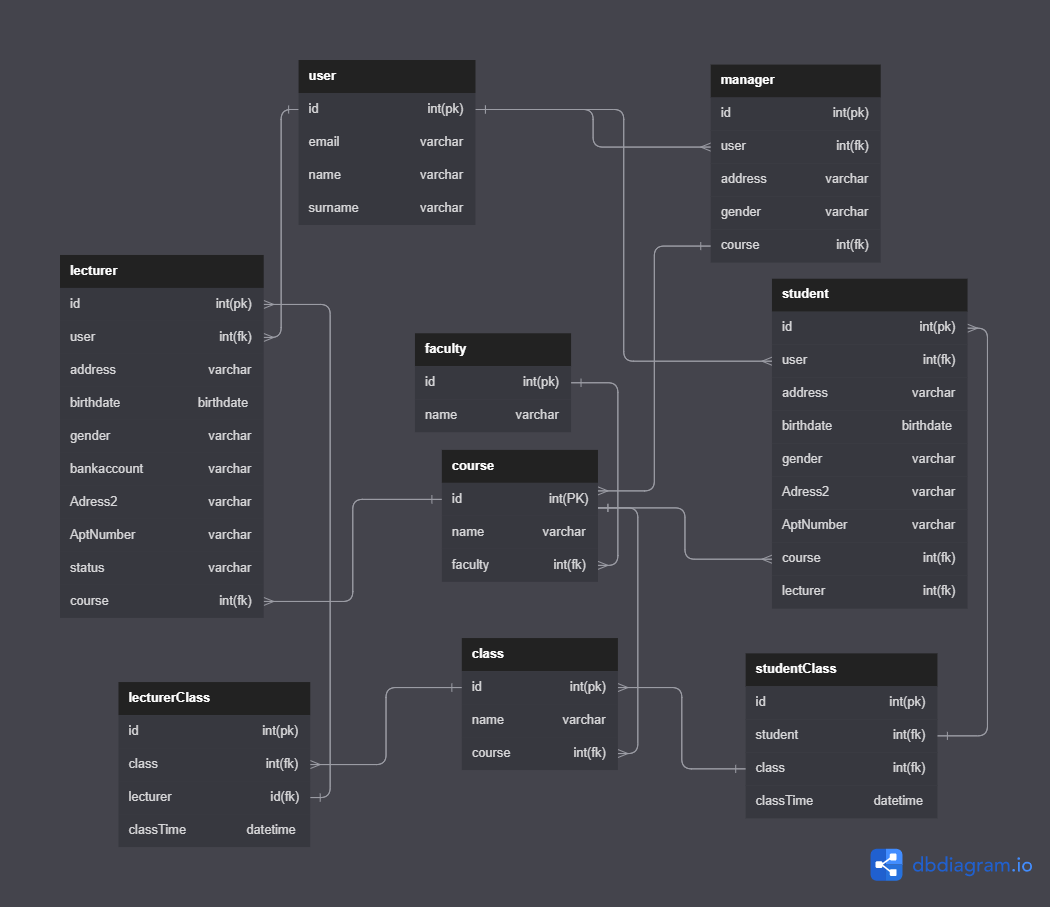 user
id int(pk)
email varchar
name varchar
surname varchar
manager
id int(pk)
user int(fk)
address varchar
gender varchar
course int(fk)
lecturer
id int(pk)
user int(fk)
address varchar
birthdate birthdate
gender varchar
bankaccount varchar
Adress2 varchar
AptNumber varchar
status varchar
course int(fk)
student
id int(pk)
user int(fk)
address varchar
birthdate birthdate
gender varchar
Adress2 varchar
AptNumber varchar
course int(fk)
lecturer int(fk)
faculty
id int(pk)
name varchar
course
id int(PK)
name varchar
faculty int(fk)
class
id int(pk)
name varchar
course int(fk)
lecturerClass
id int(pk)
class int(fk)
lecturer id(fk)
classTime datetime
studentClass
id int(pk)
student int(fk)
class int(fk)
classTime datetime
dbdiagram.io